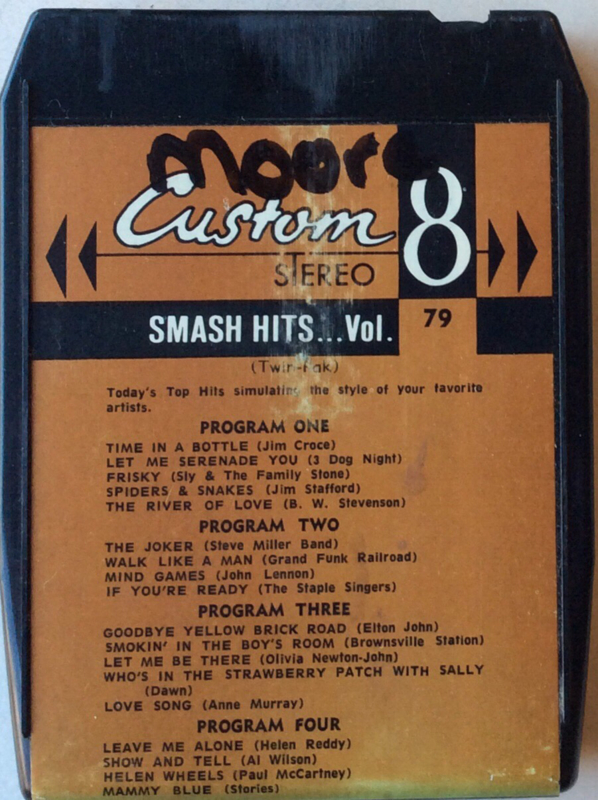 Moore
Custom 8
STEREO
SMASH HITS...Vol. 79
(Twin-Pak)
Today's Top Hits simulating the style of your favorite
artists.
PROGRAM ONE
TIME IN A BOTTLE (Jim Croce)
LET ME SERENADE YOU (3 Dog Night)
FRISKY (Sly & The Family Stone)
SPIDERS & SNAKES (Jim Stafford)
THE RIVER OF LOVE (B. W. Stevenson)
PROGRAM TWO
THE JOKER (Steve Miller Band)
WALK LIKE A MAN (Grand Funk Railroad)
MIND GAMES (John Lennon)
IF YOU'RE READY (The Staple Singers)
PROGRAM THREE
GOODBYE YELLOW BRICK ROAD (Elton John)
SMOKIN' IN THE BOY'S ROOM (Brownsville Station)
LET ME BE THERE (Olivia Newton-John)
WHO'S IN THE STRAWBERRY PATCH WITH SALLY
(Dawn)
LOVE SONG (Anne Murray)
PROGRAM FOUR
LEAVE ME ALONE (Helen Reddy)
SHOW AND TELL (Al Wilson)
HELEN WHEELS (Paul McCartney)
MAMMY BLUE (Stories)